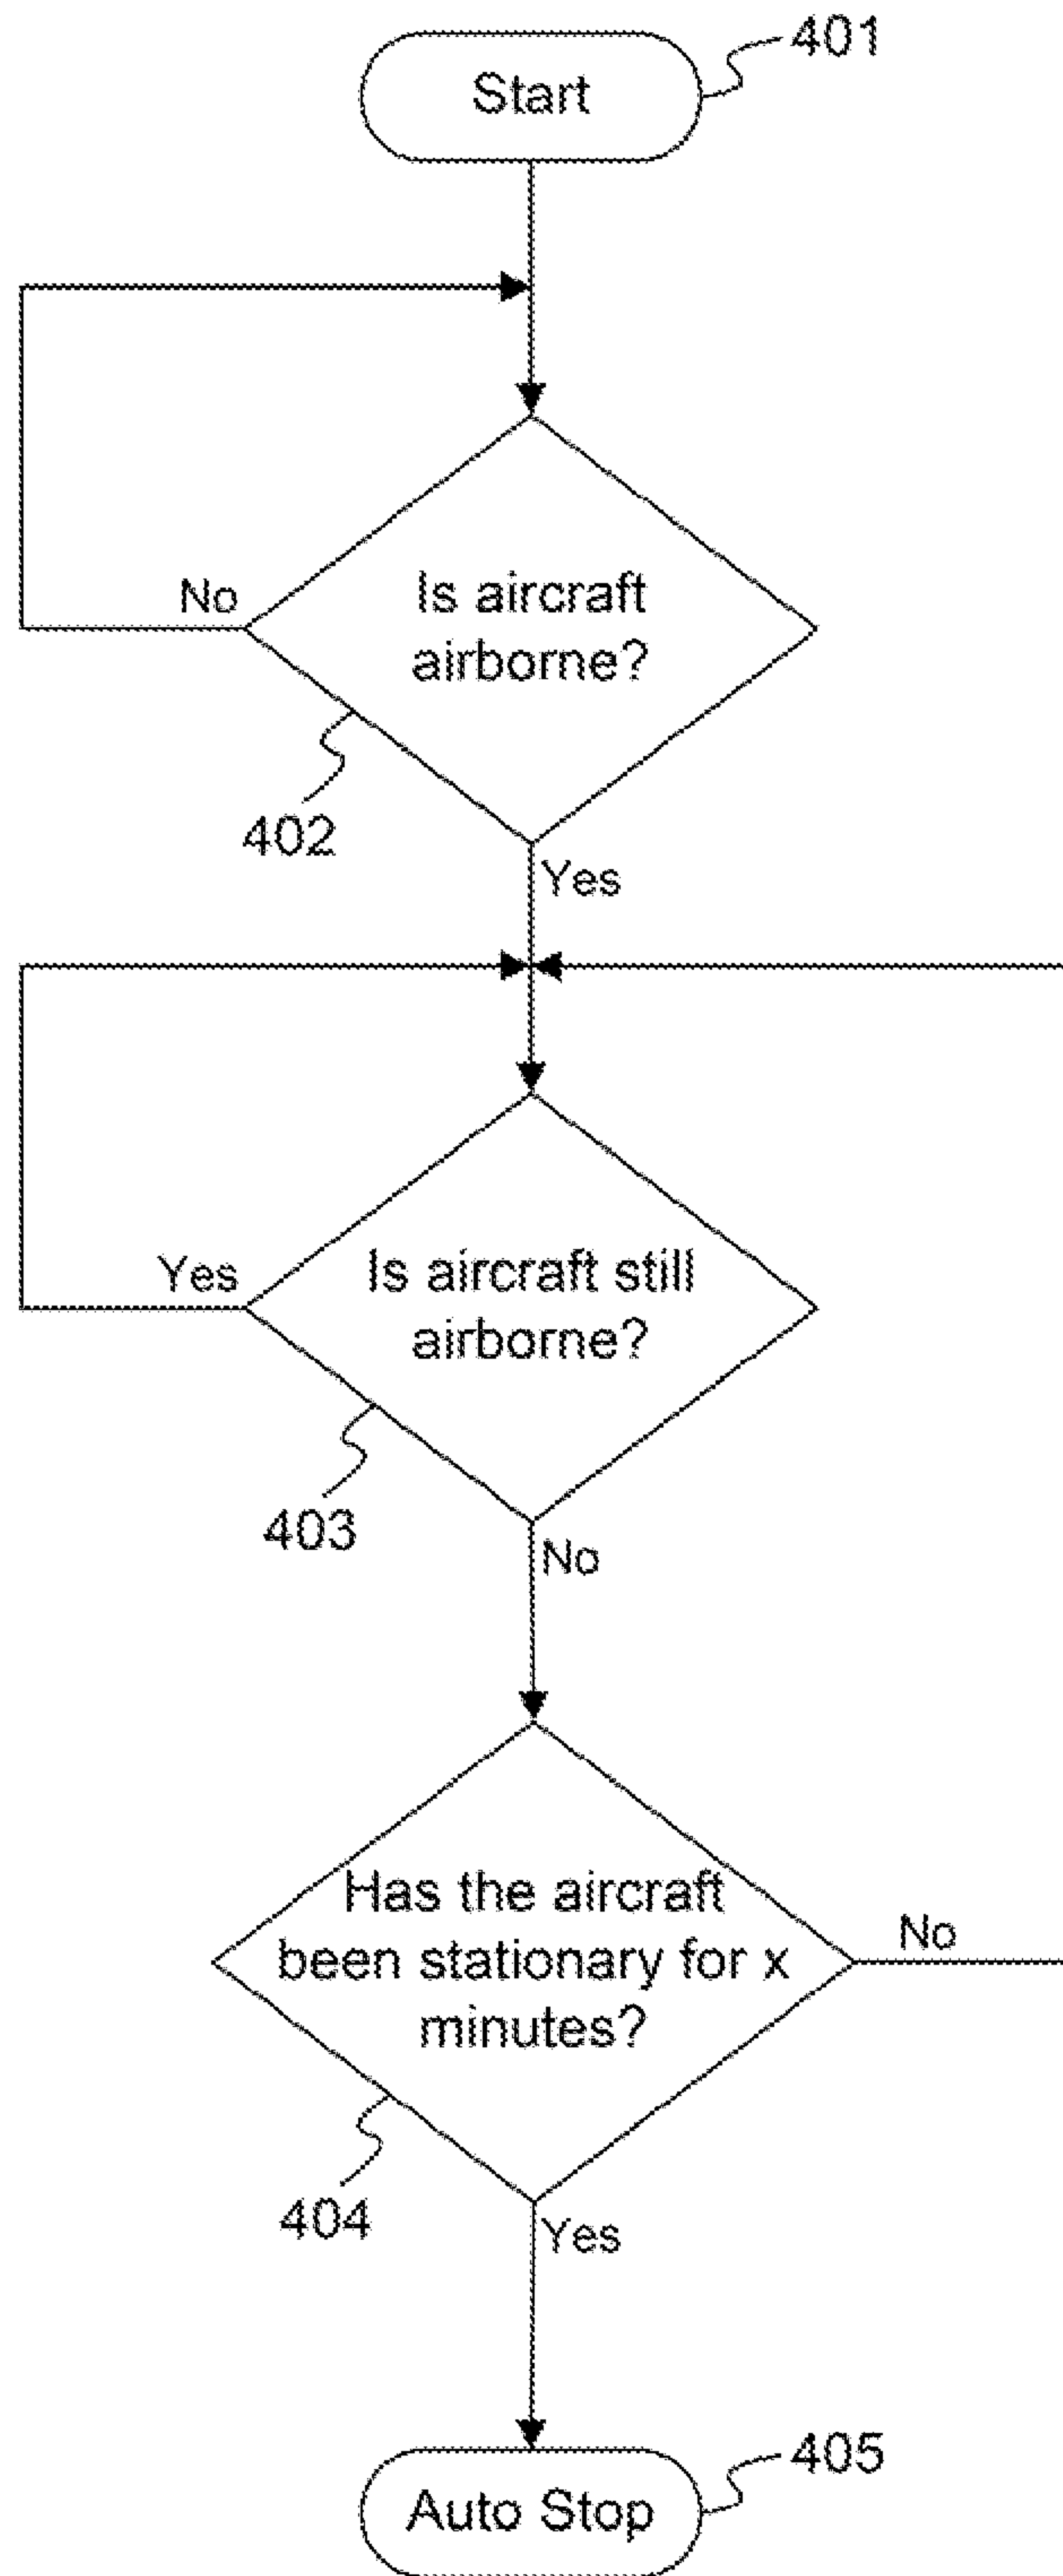 Start
401
Is aircraft
airborne?
No
402
Yes
Is aircraft still
airborne?
Yes
403
No
Has the aircraft
been stationary for x
minutes?
No
404
Yes
Auto Stop
405